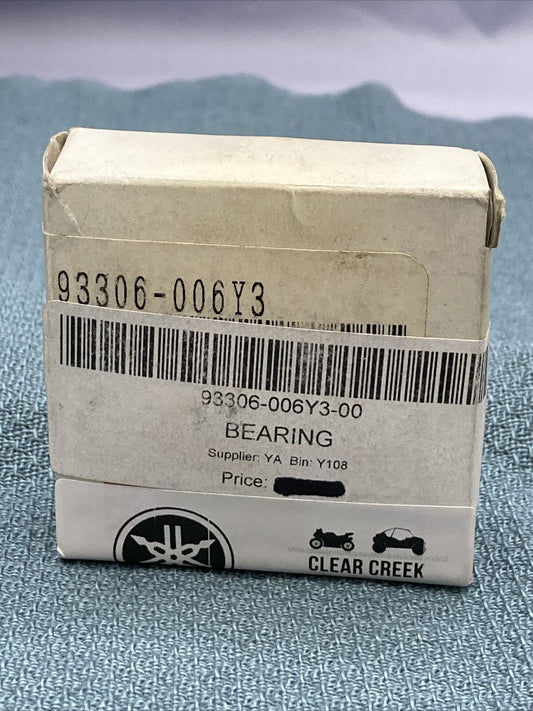 93306-006Y3
93306-006Y3-00
BEARING
Supplier: YA Bin: Y108
Price:
CLEAR CREEK